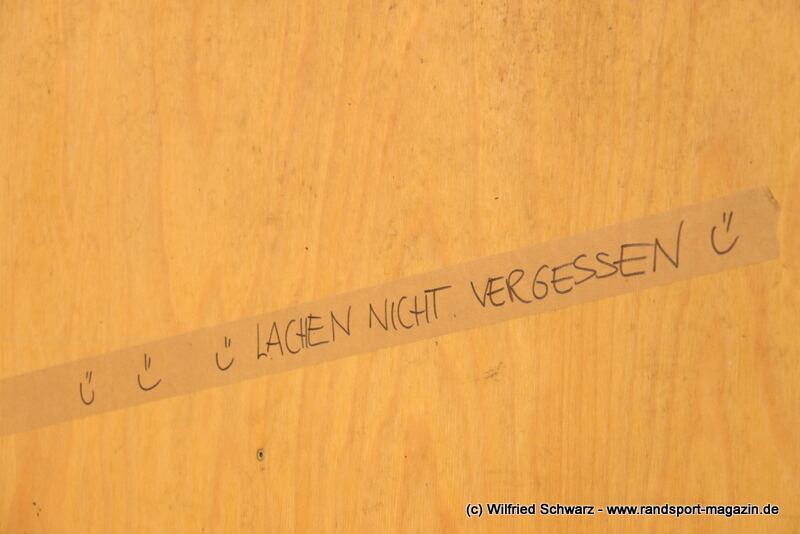 LACHEN NICHT VERGESSEN
(c) Wilfried Schwarz - www.randsport-magazin.de